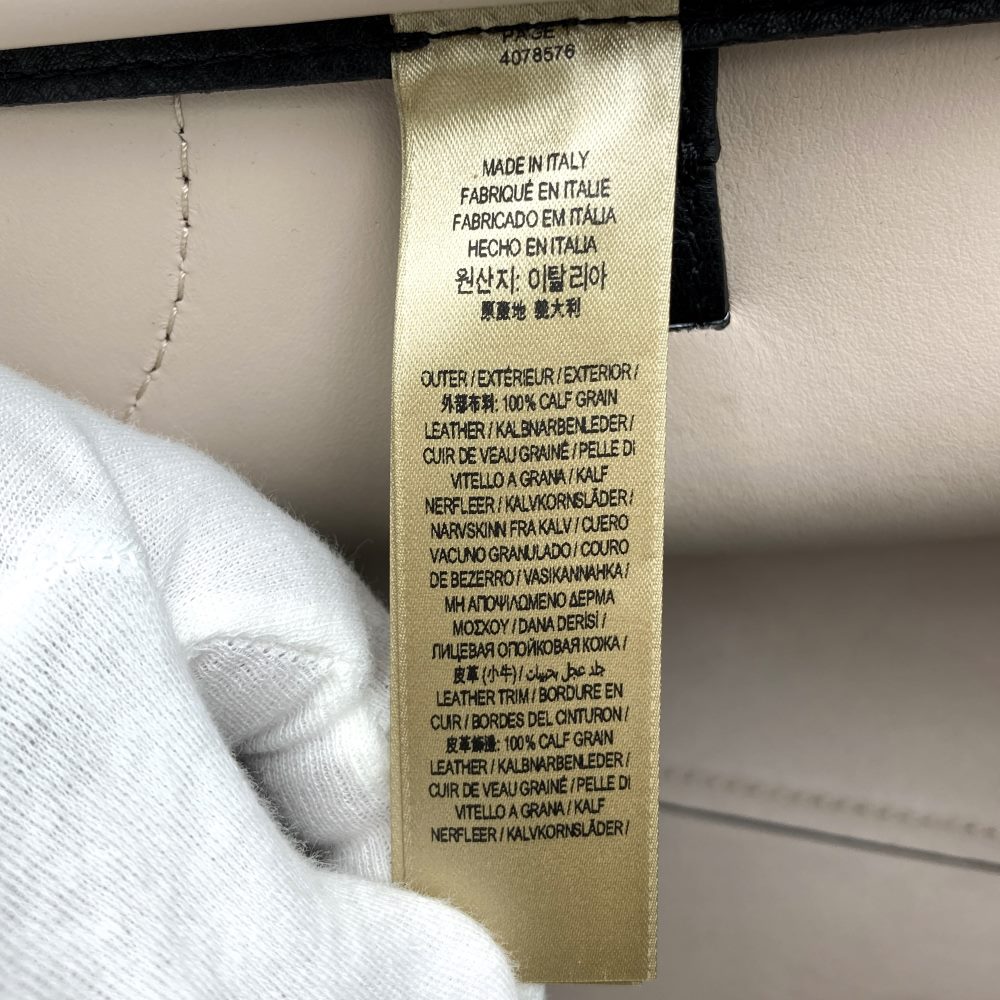 PAGE 1
4078576
MADE IN ITALY
FABRIQUÉ EN ITALIE
FABRICADO EM ITÁLIA
HECHO EN ITALIA
원산지: 이탈리아
原產地 義大利
OUTER / EXTÉRIEUR / EXTERIOR /
外部布料: 100% CALF GRAIN
LEATHER / KALBNARBENLEDER /
CUIR DE VEAU GRAINÉ / PELLE DI
VITELLO A GRANA / KALF
NERFLEER / KALVKORNSLÄDER /
NARVSKINN FRA KALV / CUERO
VACUNO GRANULADO / COURO
DE BEZERRO / VASIKANNAHKA /
ΜΗ ΑΠΟΨΙΛΩΜΕΝΟ ΔΕΡΜΑ
ΜΟΣΧΟΥ / DANA DERİSİ /
ЛИЦЕВАЯ ОПОЙКОВАЯ КОЖА /
皮革 (小牛) / جلد عجل بحبيبات
LEATHER TRIM / BORDURE EN
CUIR / BORDES DEL CINTURON /
皮革飾邊: 100% CALF GRAIN
LEATHER / KALBNARBENLEDER /
CUIR DE VEAU GRAINÉ / PELLE DI
VITELLO A GRANA / KALF
NERFLEER / KALVKORNSLÄDER /